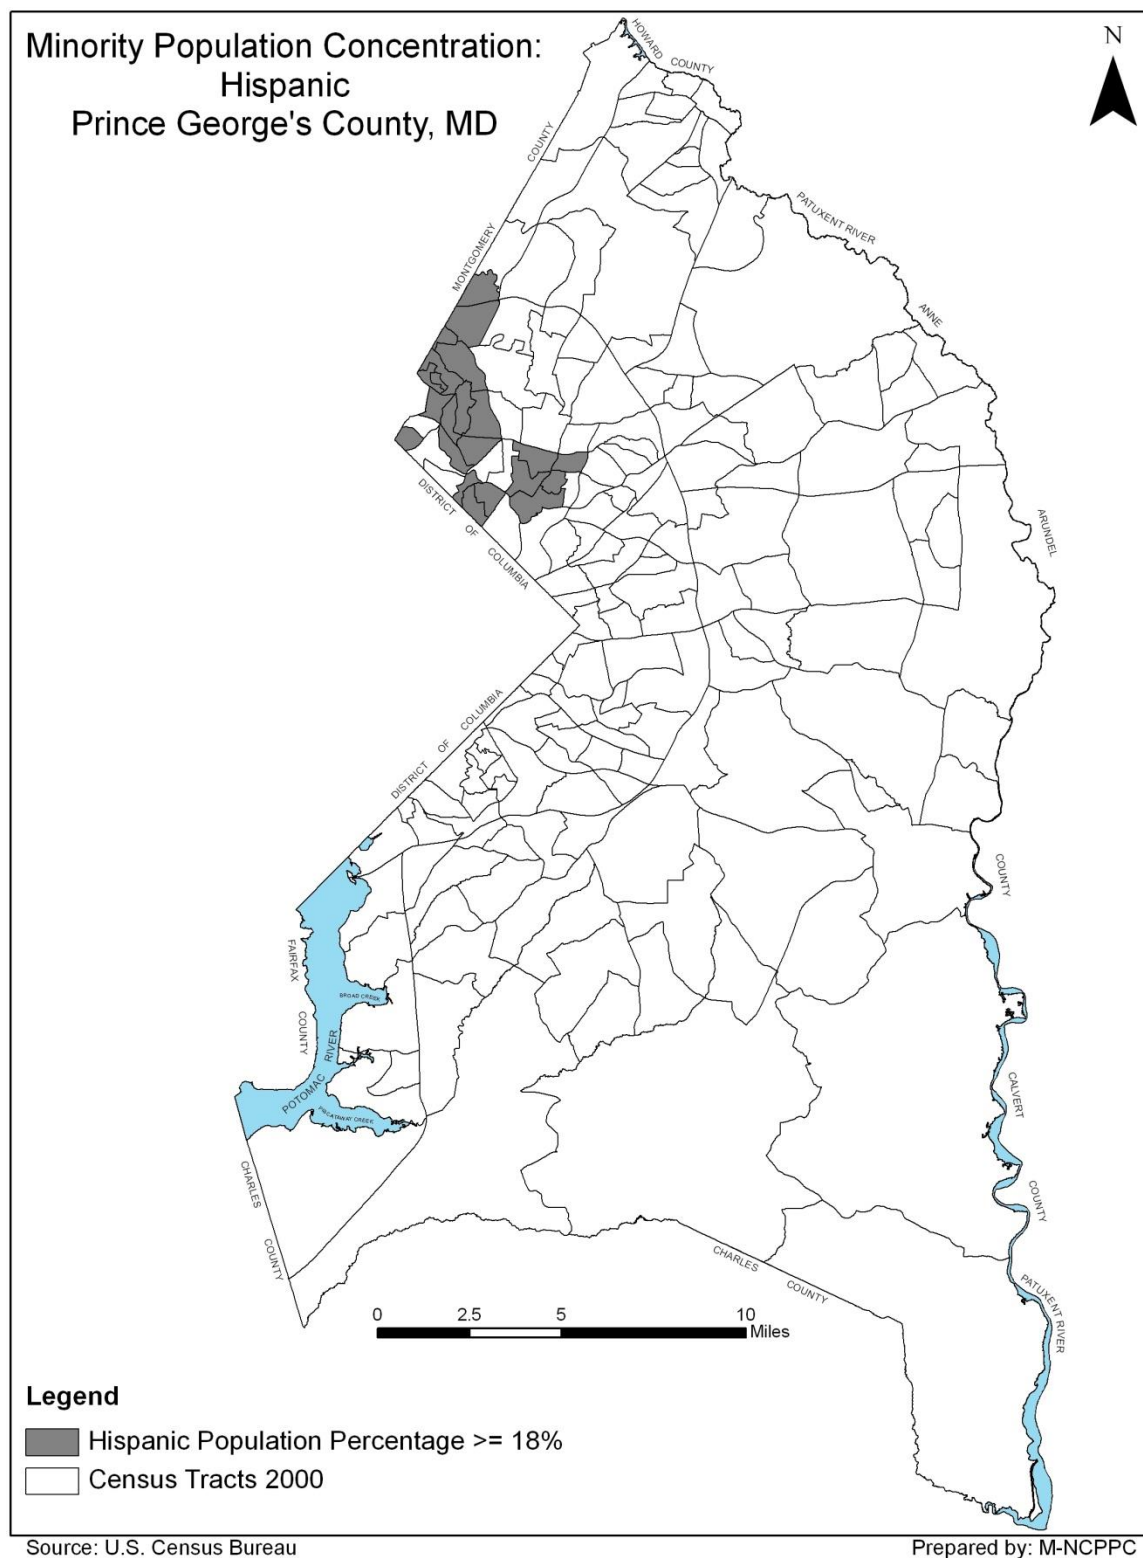 Minority Population Concentration:
Hispanic
Prince George's County, MD
N
HOWARD COUNTY
MONTGOMERY COUNTY
PATUXENT RIVER
ANNE ARUNDEL COUNTY
DISTRICT OF COLUMBIA
DISTRICT OF COLUMBIA
FAIRFAX COUNTY
BROAD CREEK
POTOMAC RIVER
PISCATAWAY CREEK
CALVERT COUNTY
CHARLES COUNTY
CHARLES COUNTY
PATUXENT RIVER
0 2.5 5 10
Miles
Legend
Hispanic Population Percentage >= 18%
Census Tracts 2000
Source: U.S. Census Bureau
Prepared by: M-NCPPC